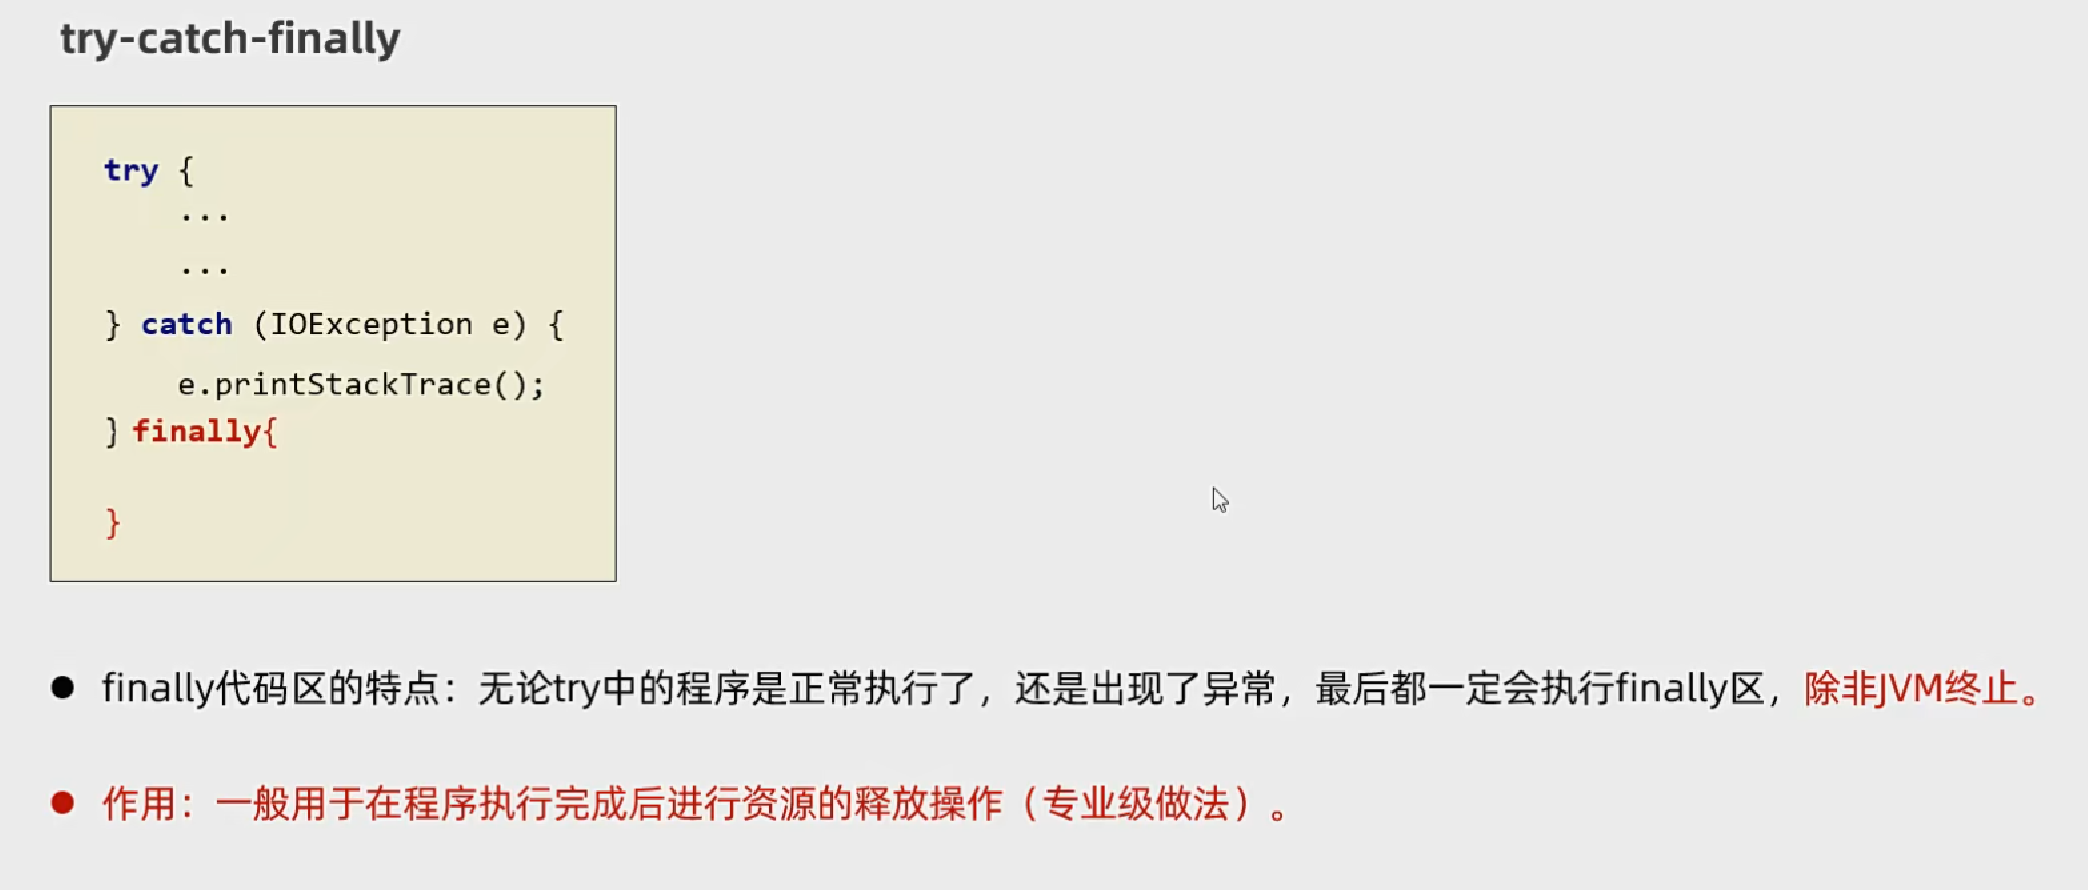 try-catch-finally
try {
...
...
} catch (IOException e) {
e.printStackTrace();
} finally{
}
● finally代码区的特点：无论try中的程序是正常执行了，还是出现了异常，最后都一定会执行finally区，除非JVM终止。
● 作用：一般用于在程序执行完成后进行资源的释放操作（专业级做法）。